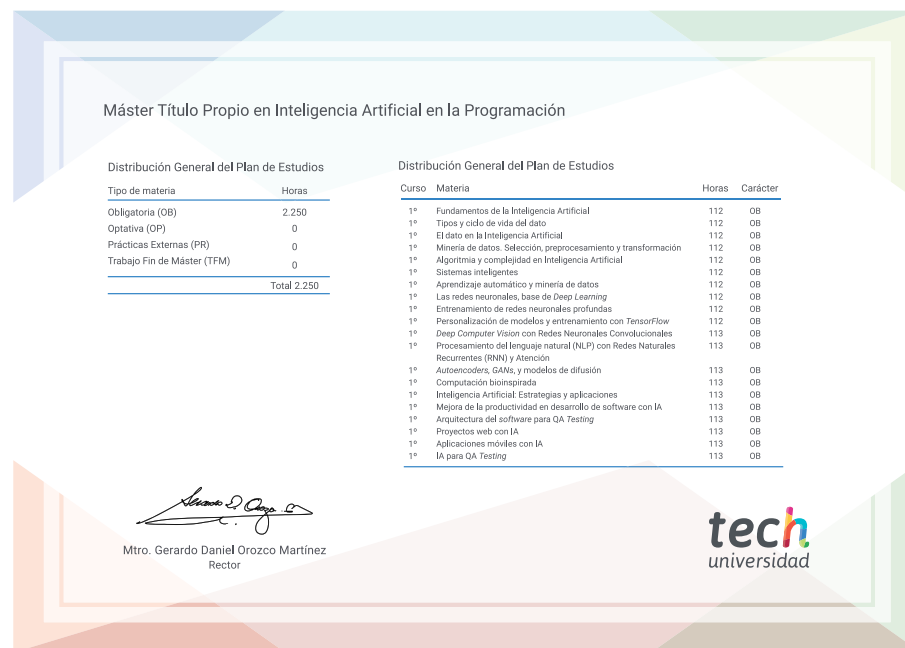 Máster Título Propio en Inteligencia Artificial en la Programación
Distribución General del Plan de Estudios
Tipo de materia Horas
Obligatoria (OB) 2.250
Optativa (OP) 0
Prácticas Externas (PR) 0
Trabajo Fin de Máster (TFM) 0
Total 2.250
Distribución General del Plan de Estudios
Curso Materia Horas Carácter
1º Fundamentos de la Inteligencia Artificial 112 OB
1º Tipos y ciclo de vida del dato 112 OB
1º El dato en la Inteligencia Artificial 112 OB
1º Minería de datos. Selección, preprocesamiento y transformación 112 OB
1º Algoritmia y complejidad en Inteligencia Artificial 112 OB
1º Sistemas inteligentes 112 OB
1º Aprendizaje automático y minería de datos 112 OB
1º Las redes neuronales, base de Deep Learning 112 OB
1º Entrenamiento de redes neuronales profundas 112 OB
1º Personalización de modelos y entrenamiento con TensorFlow 112 OB
1º Deep Computer Vision con Redes Neuronales Convolucionales 113 OB
1º Procesamiento del lenguaje natural (NLP) con Redes Naturales 113 OB
Recurrentes (RNN) y Atención
1º Autoencoders, GANs, y modelos de difusión 113 OB
1º Computación bioinspirada 113 OB
1º Inteligencia Artificial: Estrategias y aplicaciones 113 OB
1º Mejora de la productividad en desarrollo de software con IA 113 OB
1º Arquitectura del software para QA Testing 113 OB
1º Proyectos web con IA 113 OB
1º Aplicaciones móviles con IA 113 OB
1º IA para QA Testing 113 OB
Mtro. Gerardo Daniel Orozco Martínez
Rector
tech
universidad